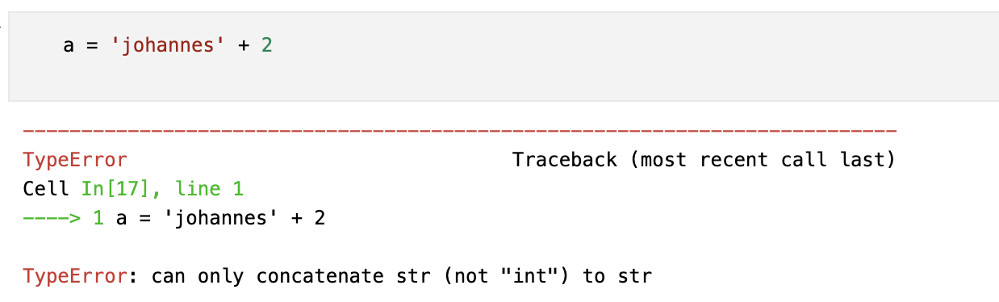 a = 'johannes' + 2
---------------------------------------------------------------------------
TypeError                                 Traceback (most recent call last)
Cell In[17], line 1
----> 1 a = 'johannes' + 2
TypeError: can only concatenate str (not "int") to str